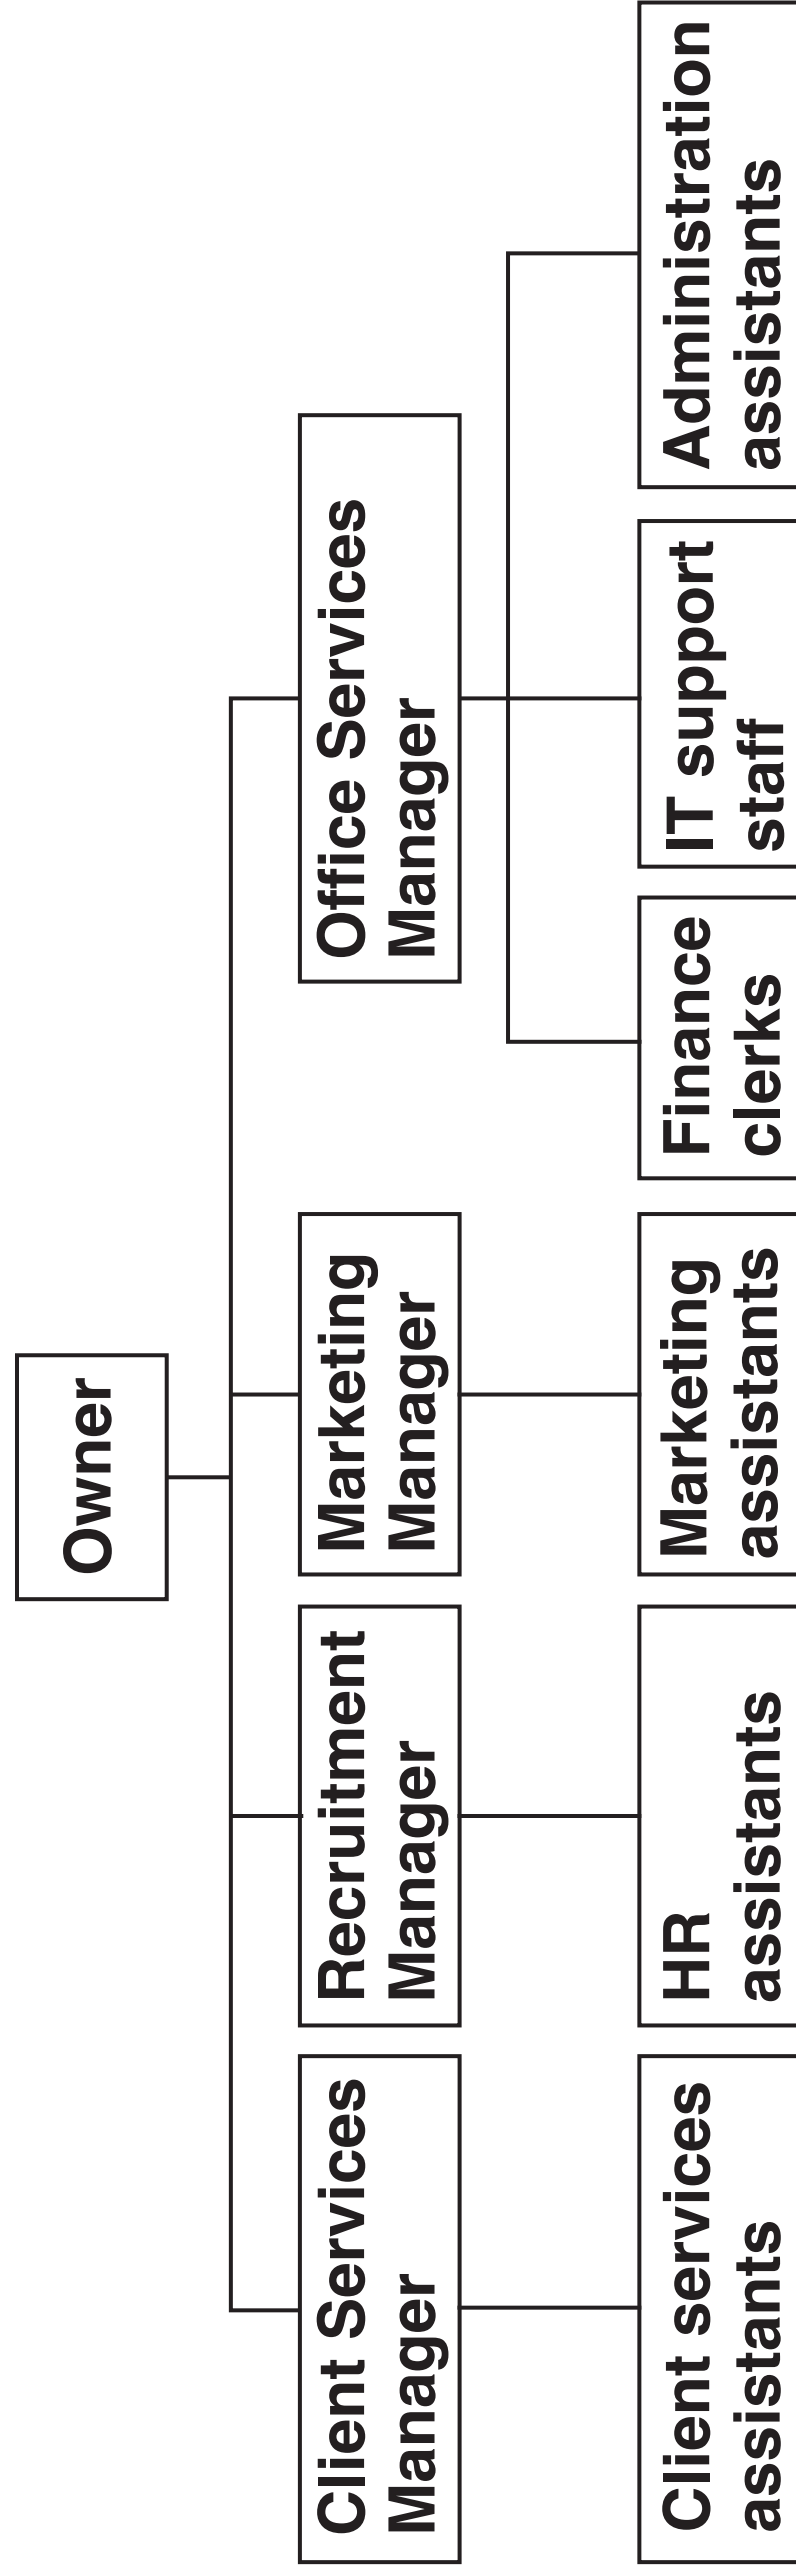 Owner
Client Services
Manager
Recruitment
Manager
Marketing
Manager
Office Services
Manager
Client services
assistants
HR
assistants
Marketing
assistants
Finance
clerks
IT support
staff
Administration
assistants